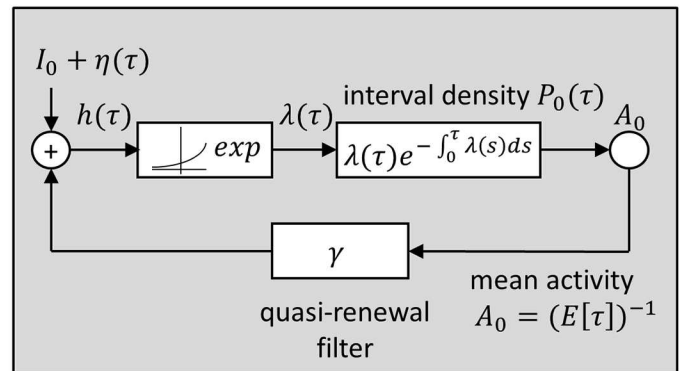 I₀ + η(τ)
h(τ)
+
exp
λ(τ)
interval density P₀(τ)
λ(τ)e^{-∫₀^τ λ(s)ds}
A₀
γ
quasi-renewal
filter
mean activity
A₀ = (E[τ])⁻¹